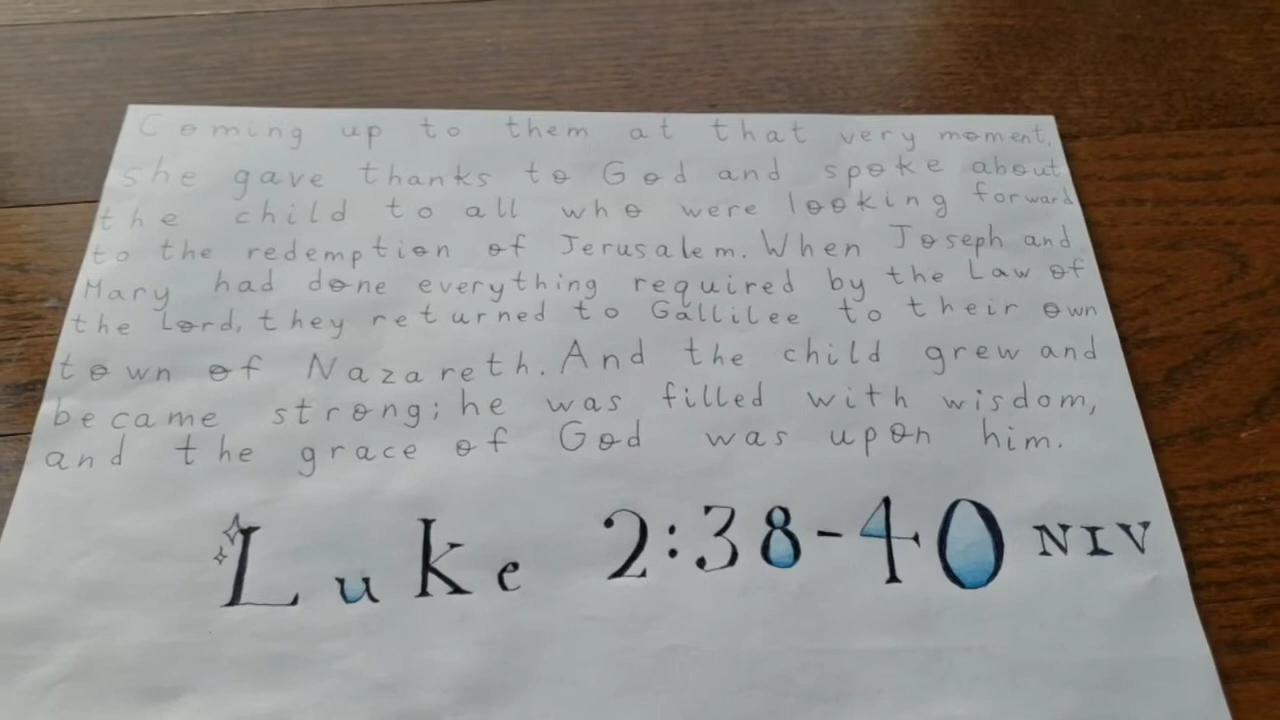 Coming up to them at that very moment,
she gave thanks to God and spoke about
the child to all who were looking forward
to the redemption of Jerusalem. When Joseph and
Mary had done everything required by the Law of
the Lord, they returned to Gallilee to their own
town of Nazareth. And the child grew and
became strong; he was filled with wisdom,
and the grace of God was upon him.
Luke 2:38-40 NIV